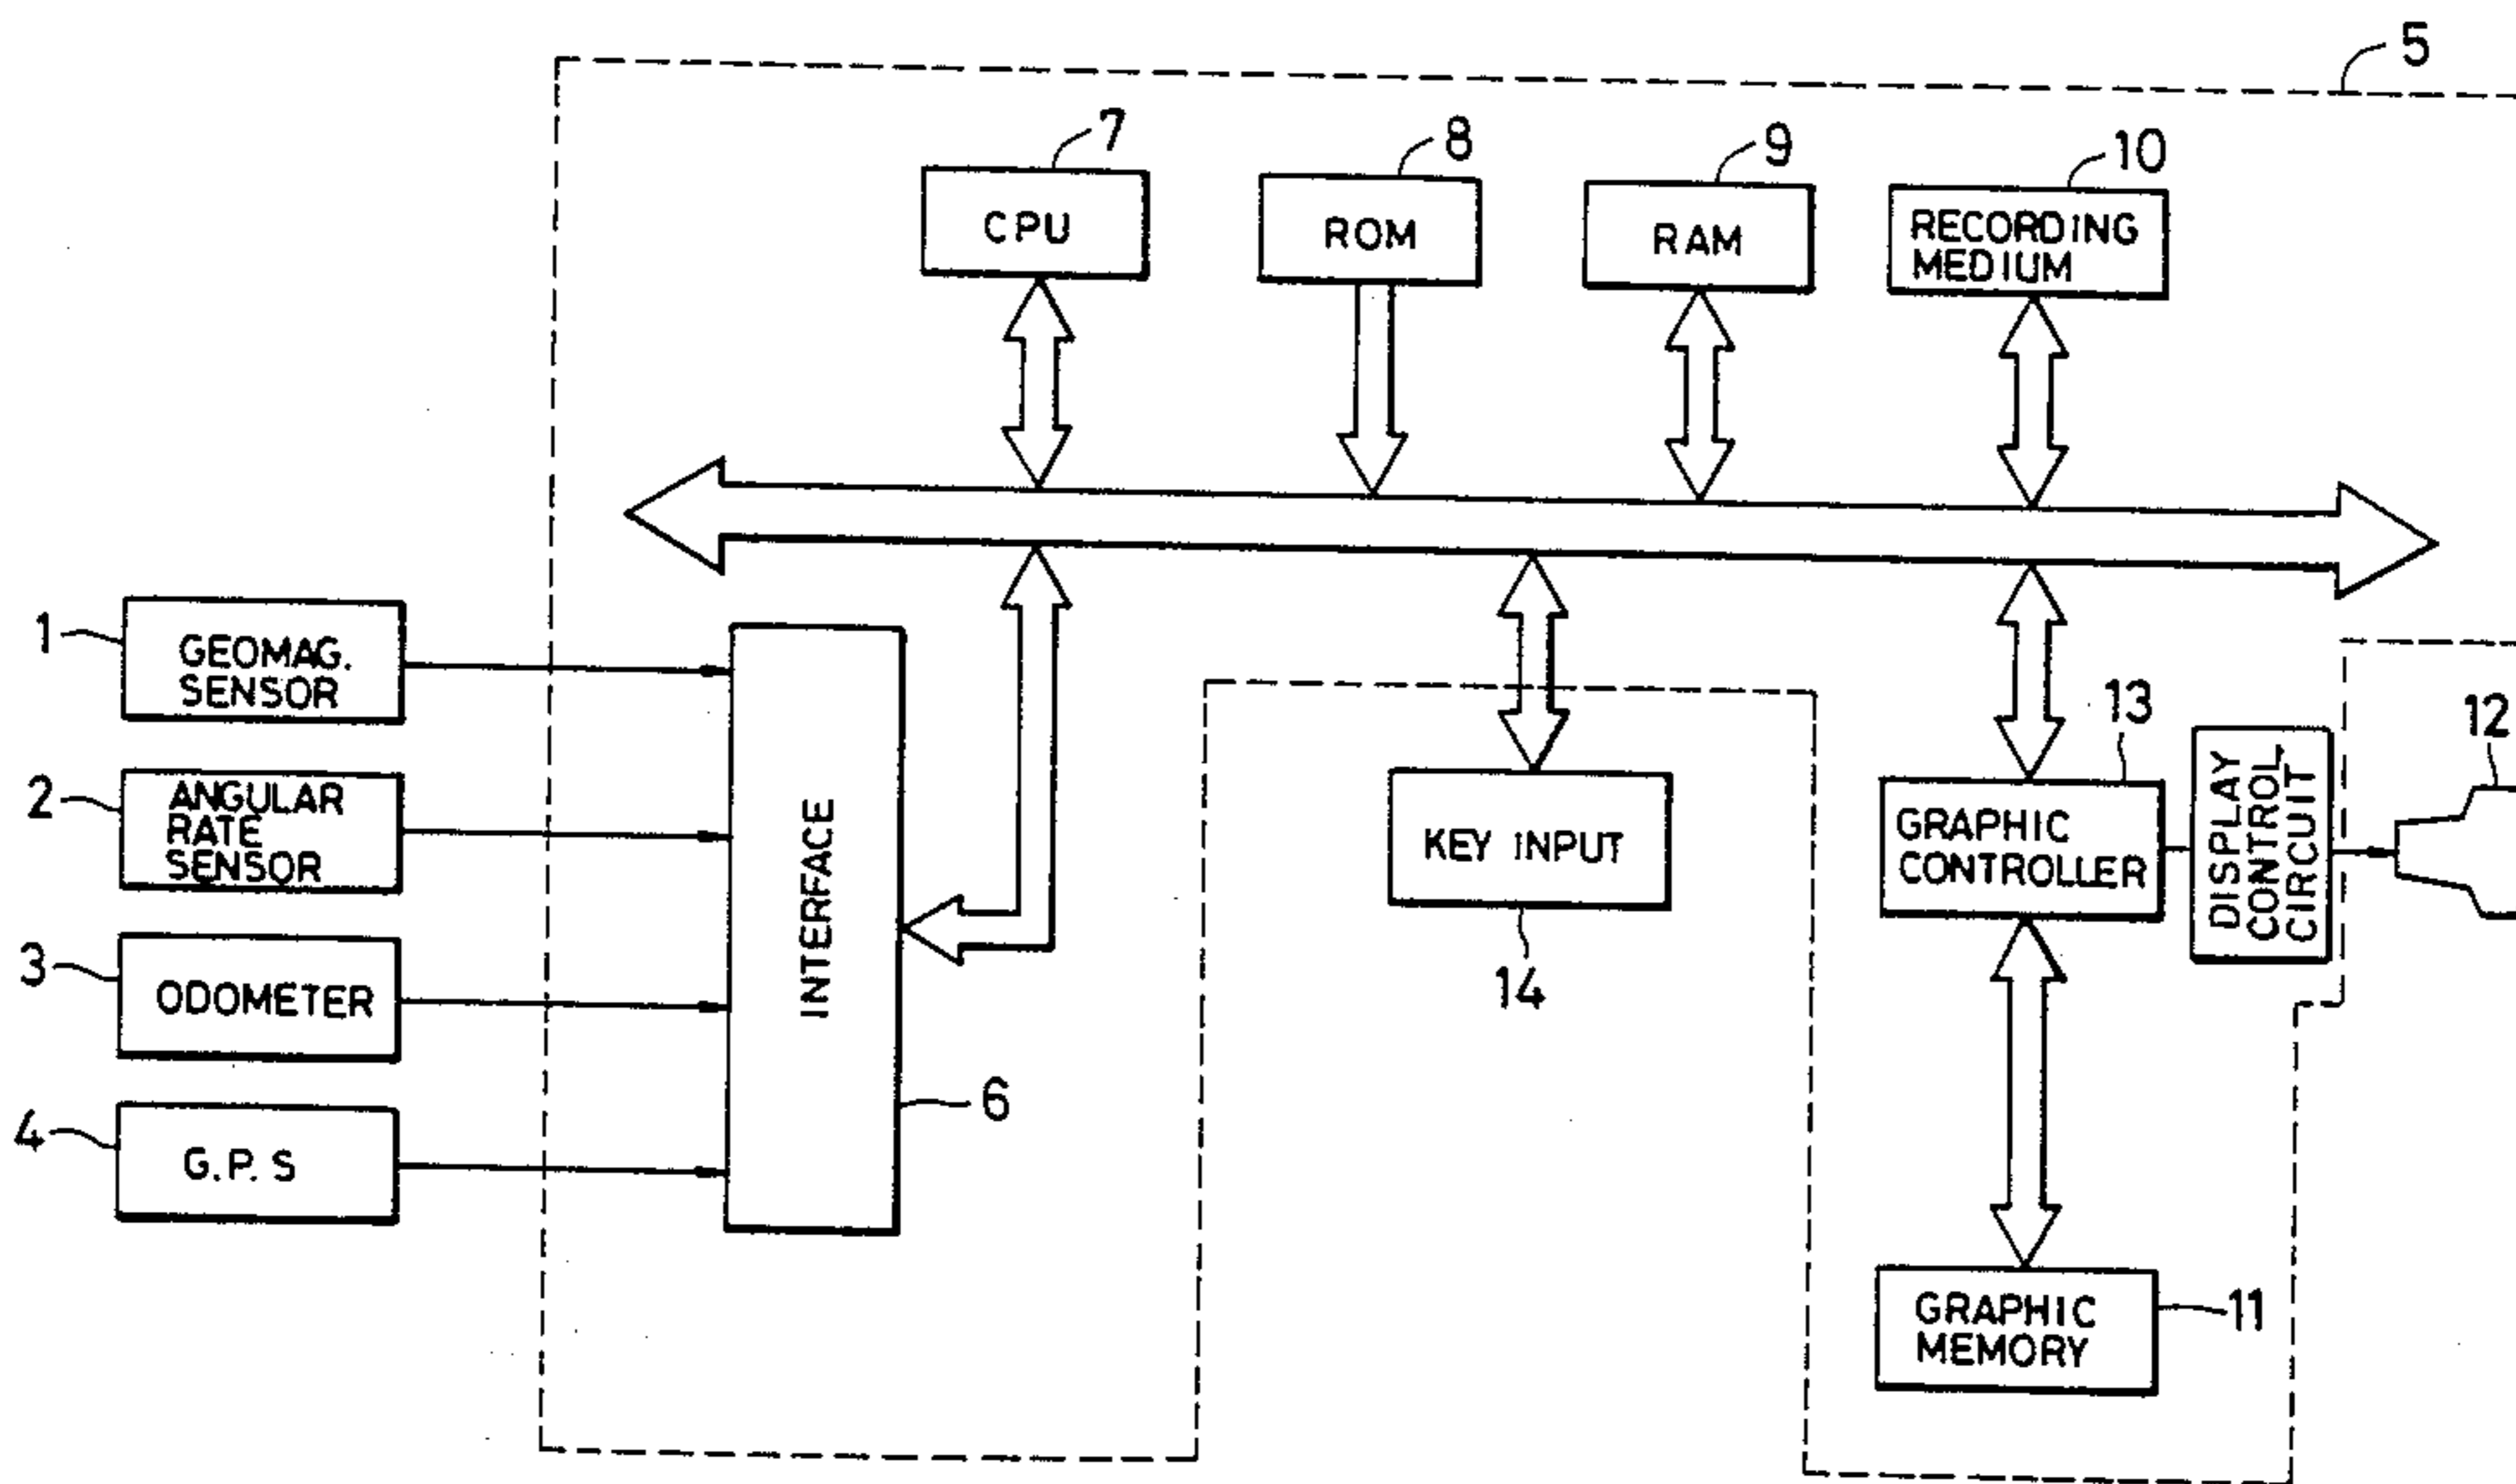 5
7
8
9
10
CPU
ROM
RAM
RECORDING
MEDIUM
1
GEOMAG.
SENSOR
2
ANGULAR
RATE
SENSOR
3
ODOMETER
4
G.P.S
INTERFACE
6
KEY INPUT
14
13
GRAPHIC
CONTROLLER
DISPLAY
CONTROL
CIRCUIT
12
GRAPHIC
MEMORY
11